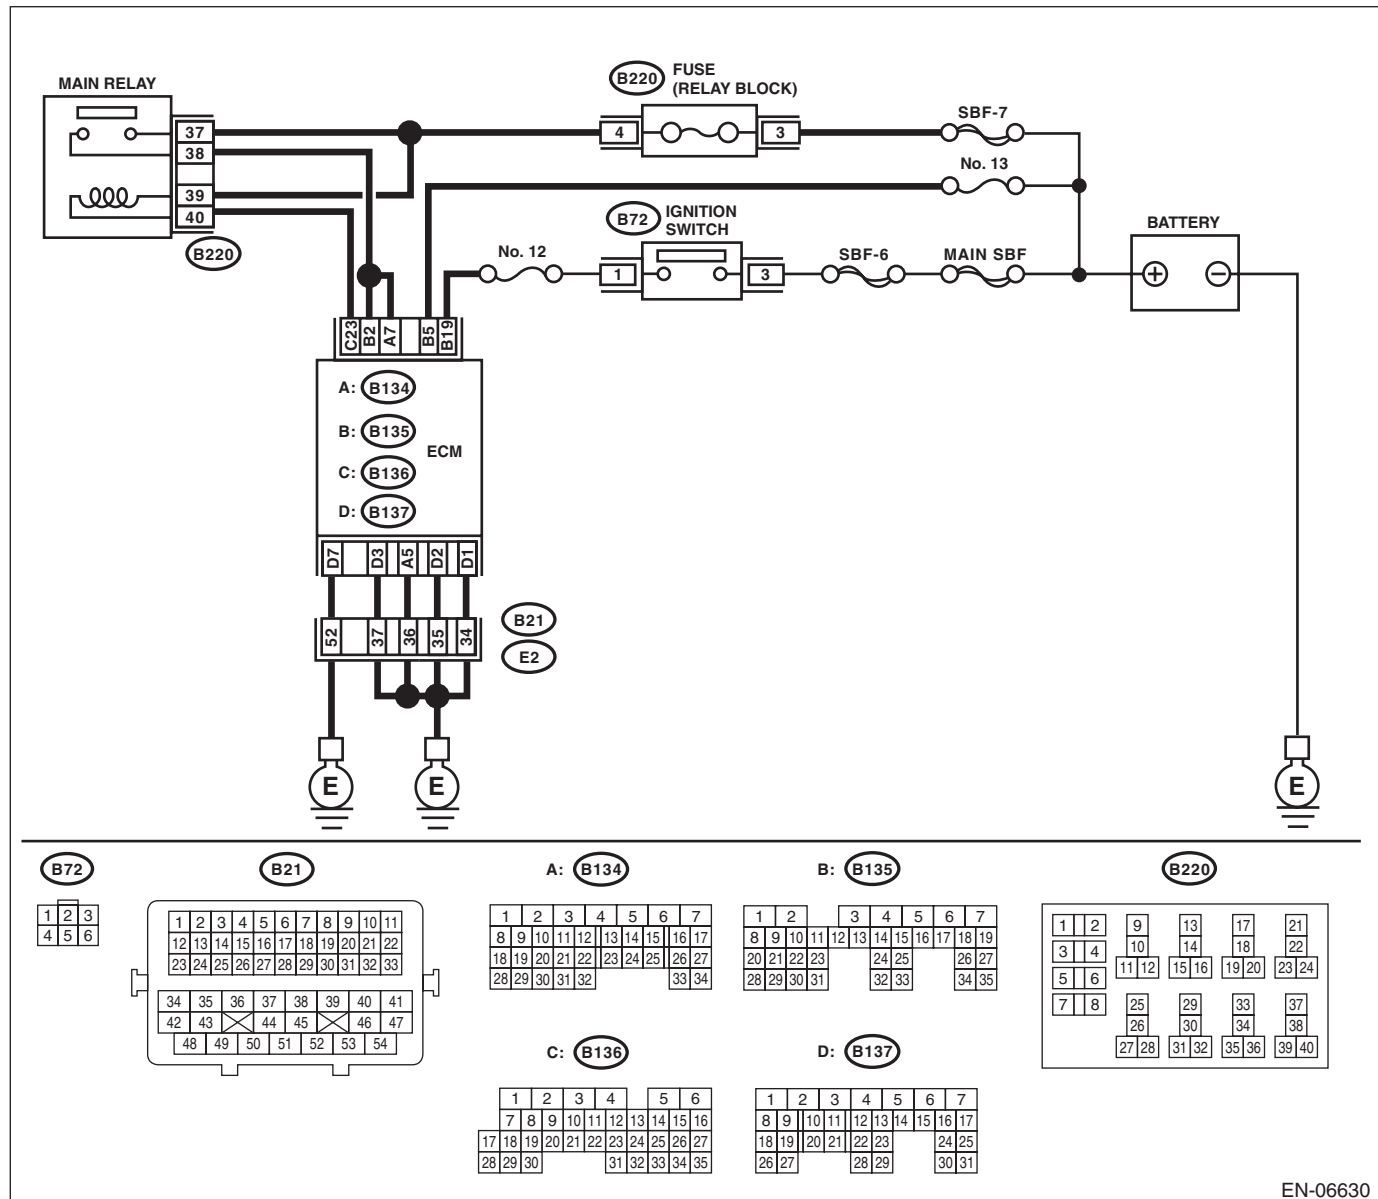 MAIN RELAY
B220
FUSE
(RELAY BLOCK)
SBF-7
37
38
39
40
4
3
No. 13
B220
B72
IGNITION
SWITCH
No. 12
1
3
SBF-6
MAIN SBF
BATTERY
+
−
C23
B2
A7
B5
B19
A: B134
B: B135
C: B136
D: B137
ECM
D7
D3
A5
D2
D1
B21
E2
52
37
36
35
34
E
E
E
B72
B21
A: B134
B: B135
B220
1 2 3
4 5 6
1 2 3 4 5 6 7 8 9 10 11
12 13 14 15 16 17 18 19 20 21 22
23 24 25 26 27 28 29 30 31 32 33
34 35 36 37 38 39 40 41
42 43 44 45 46 47
48 49 50 51 52 53 54
1 2 3 4 5 6 7
8 9 10 11 12 13 14 15 16 17
18 19 20 21 22 23 24 25 26 27
28 29 30 31 32 33 34
1 2 3 4 5 6 7
8 9 10 11 12 13 14 15 16 17 18 19
20 21 22 23 24 25 26 27
28 29 30 31 32 33 34 35
1 2 9 13 17 21
3 4 10 14 18 22
5 6 11 12 15 16 19 20 23 24
7 8 25 29 33 37
26 30 34 38
27 28 31 32 35 36 39 40
C: B136
D: B137
1 2 3 4 5 6
7 8 9 10 11 12 13 14 15 16
17 18 19 20 21 22 23 24 25 26 27
28 29 30 31 32 33 34 35
1 2 3 4 5 6 7
8 9 10 11 12 13 14 15 16 17
18 19 20 21 22 23 24 25
26 27 28 29 30 31
EN-06630